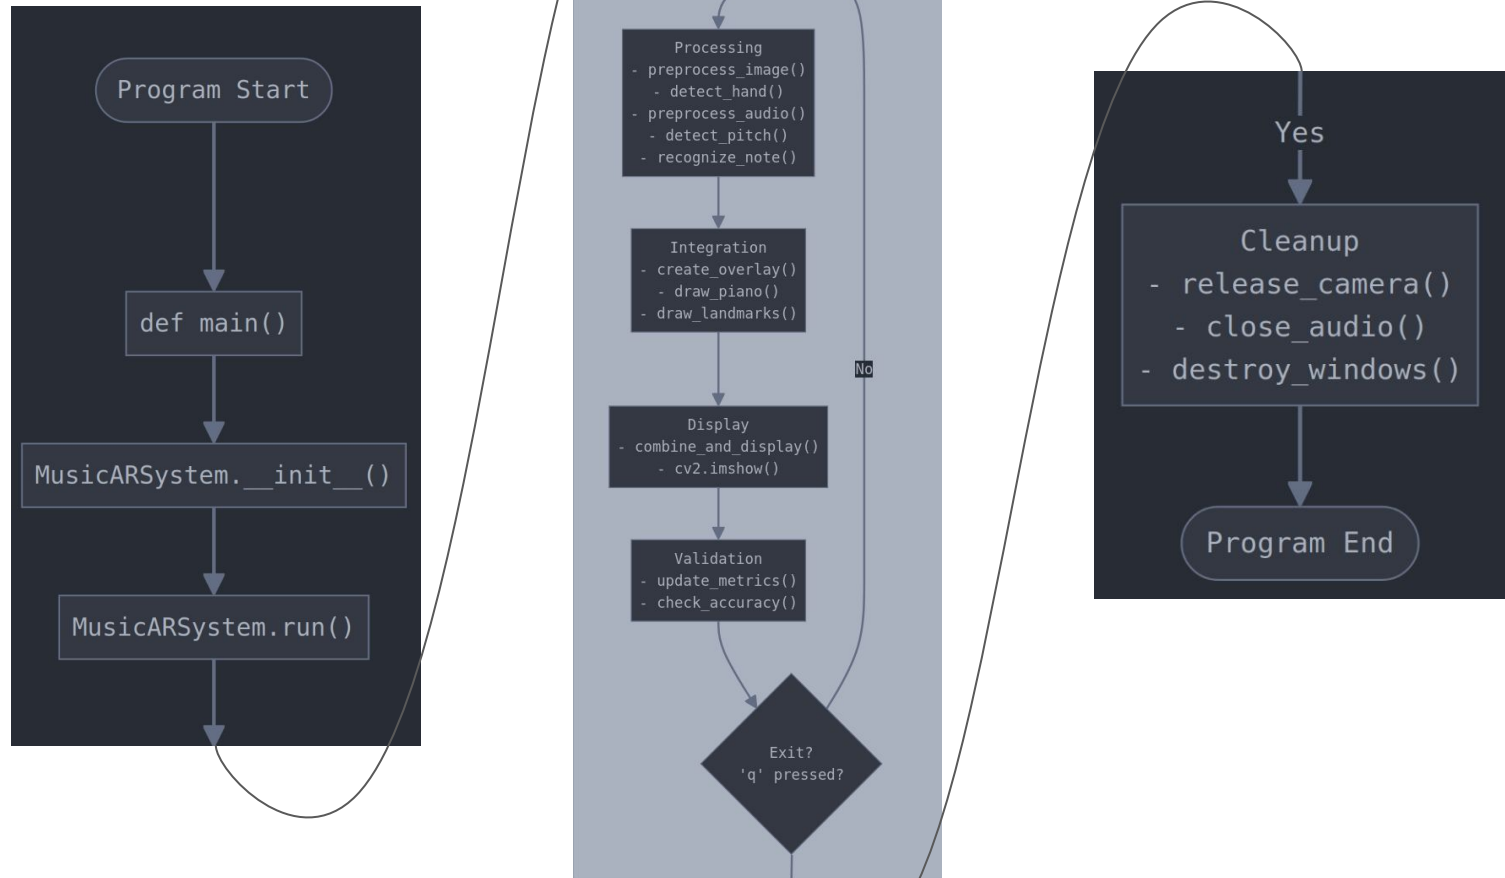 Program Start
def main()
MusicARSystem.__init__()
MusicARSystem.run()
Processing
- preprocess_image()
- detect_hand()
- preprocess_audio()
- detect_pitch()
- recognize_note()
Integration
- create_overlay()
- draw_piano()
- draw_landmarks()
No
Display
- combine_and_display()
- cv2.imshow()
Validation
- update_metrics()
- check_accuracy()
Exit?
'q' pressed?
Yes
Cleanup
- release_camera()
- close_audio()
- destroy_windows()
Program End